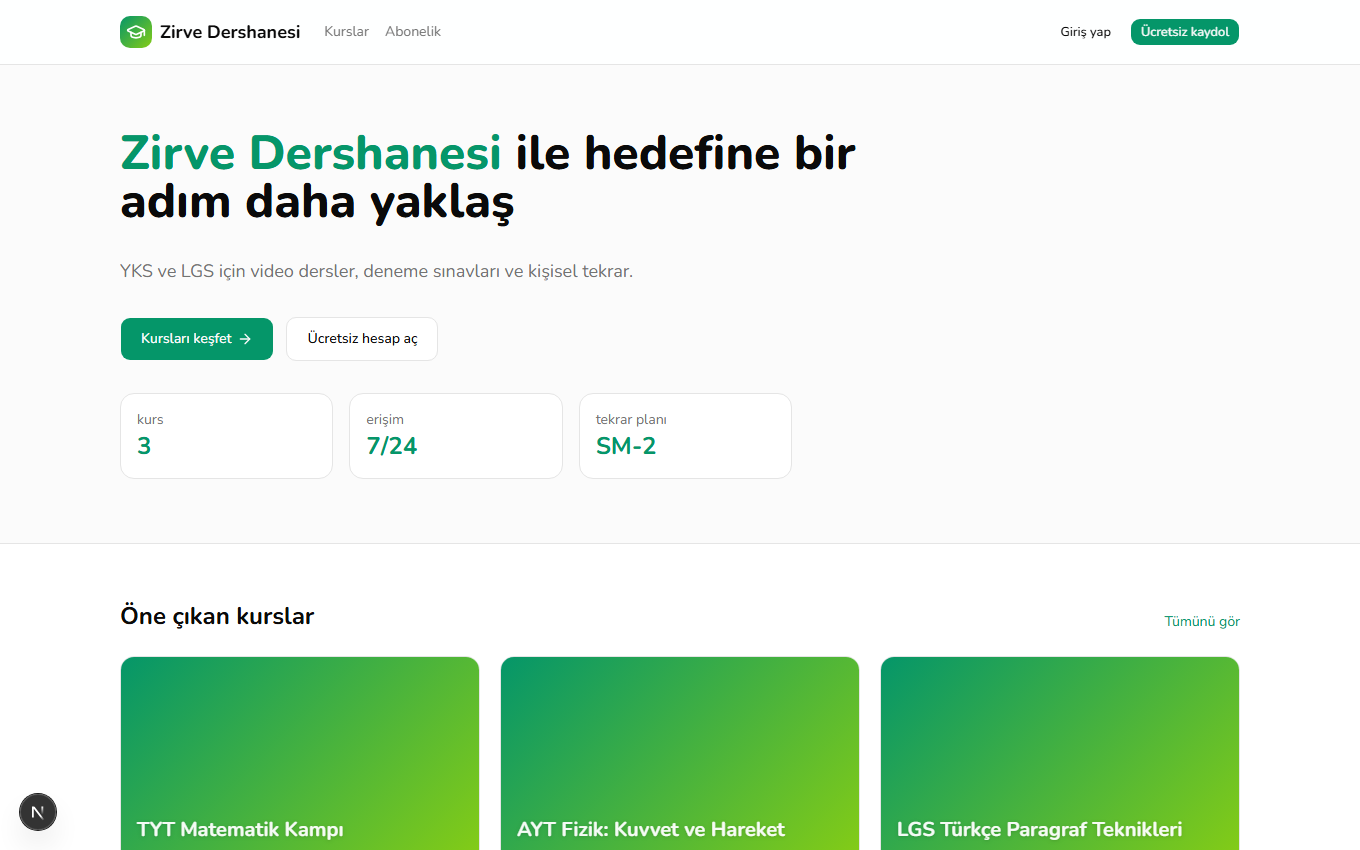 Zirve Dershanesi
Kurslar
Abonelik
Giriş yap
Ücretsiz kaydol
Zirve Dershanesi ile hedefine bir
adım daha yaklaş
YKS ve LGS için video dersler, deneme sınavları ve kişisel tekrar.
Kursları keşfet →
Ücretsiz hesap aç
kurs
3
erişim
7/24
tekrar planı
SM-2
Öne çıkan kurslar
Tümünü gör
TYT Matematik Kampı
AYT Fizik: Kuvvet ve Hareket
LGS Türkçe Paragraf Teknikleri
N